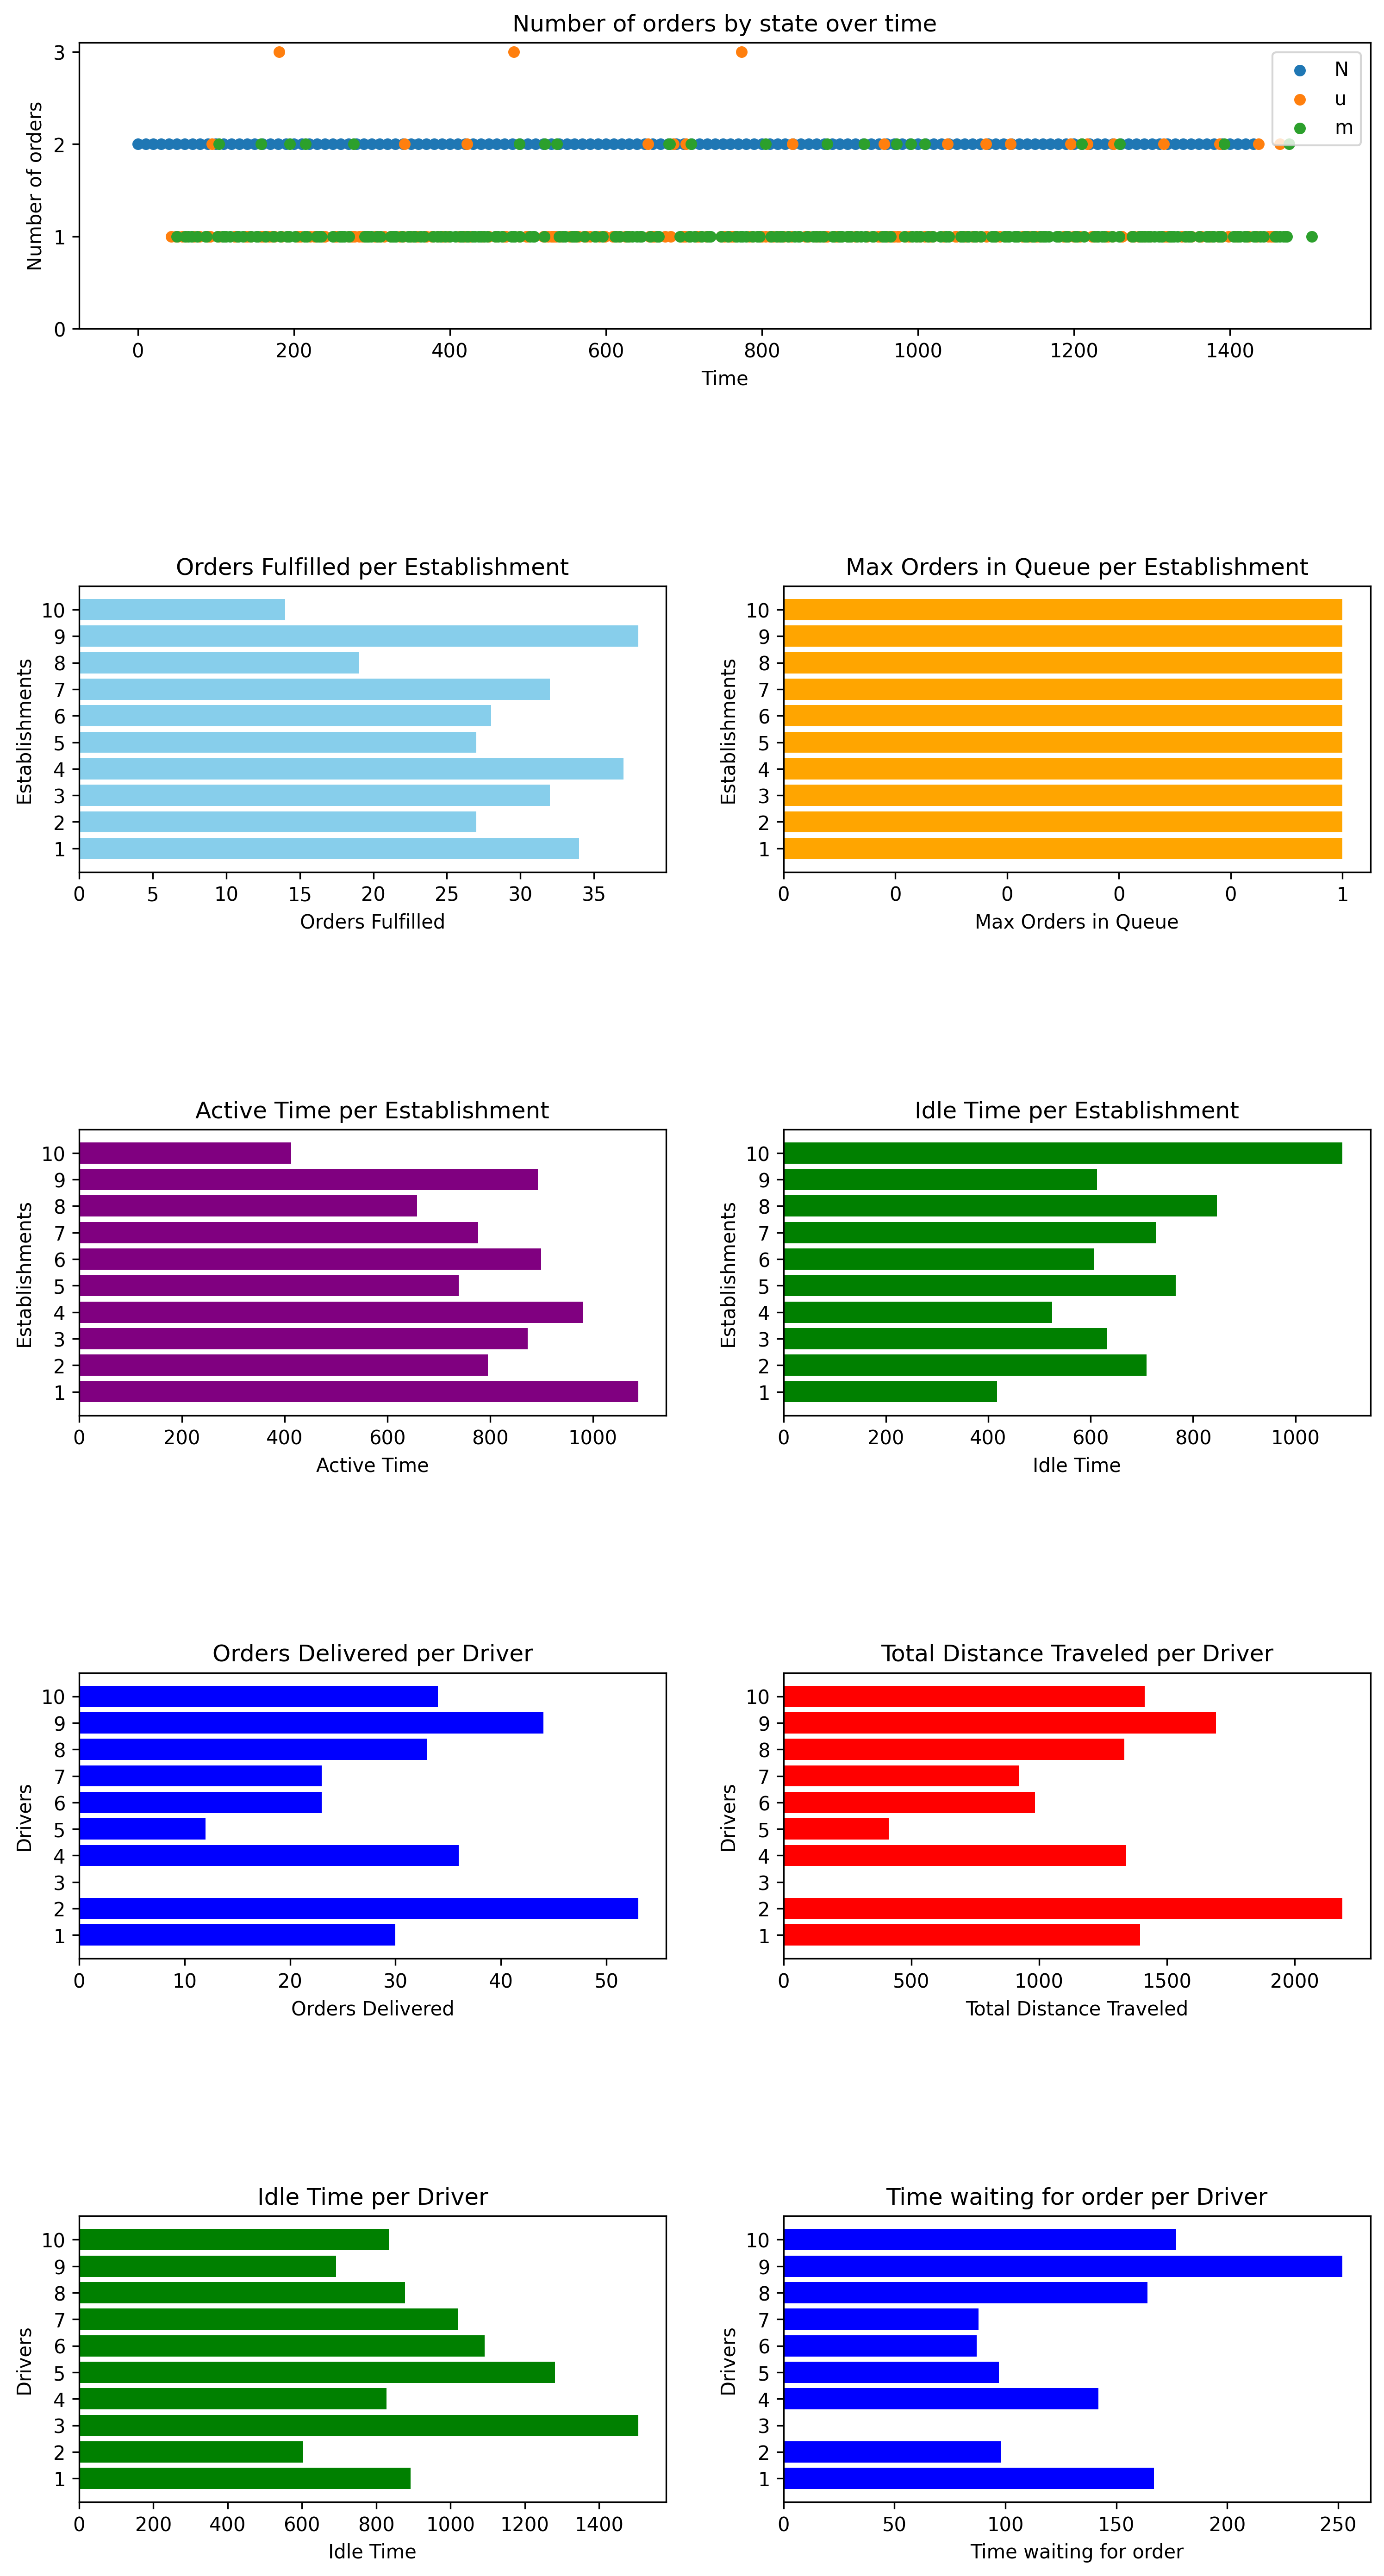 Number of orders by state over time
Number of orders
3
2
1
0
N
u
m
0 200 400 600 800 1000 1200 1400
Time
Orders Fulfilled per Establishment
Establishments
10
9
8
7
6
5
4
3
2
1
0 5 10 15 20 25 30 35
Orders Fulfilled
Max Orders in Queue per Establishment
Establishments
10
9
8
7
6
5
4
3
2
1
0 0 0 0 0 1
Max Orders in Queue
Active Time per Establishment
Establishments
10
9
8
7
6
5
4
3
2
1
0 200 400 600 800 1000
Active Time
Idle Time per Establishment
Establishments
10
9
8
7
6
5
4
3
2
1
0 200 400 600 800 1000
Idle Time
Orders Delivered per Driver
Drivers
10
9
8
7
6
5
4
3
2
1
0 10 20 30 40 50
Orders Delivered
Total Distance Traveled per Driver
Drivers
10
9
8
7
6
5
4
3
2
1
0 500 1000 1500 2000
Total Distance Traveled
Idle Time per Driver
Drivers
10
9
8
7
6
5
4
3
2
1
0 200 400 600 800 1000 1200 1400
Idle Time
Time waiting for order per Driver
Drivers
10
9
8
7
6
5
4
3
2
1
0 50 100 150 200 250
Time waiting for order